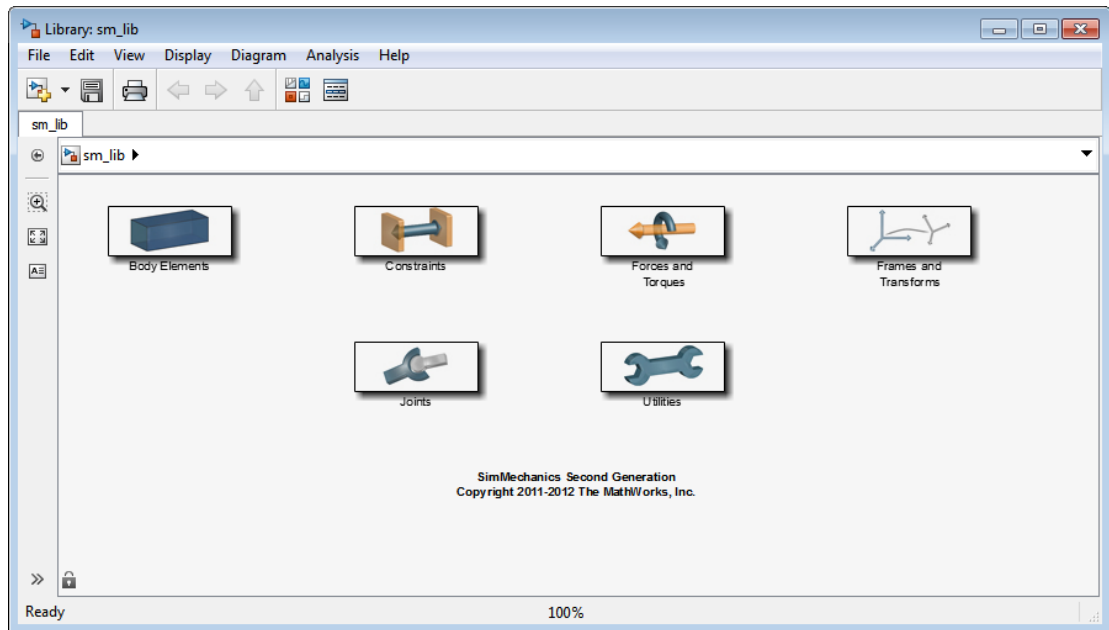 Library: sm_lib
File Edit View Display Diagram Analysis Help
sm_lib
sm_lib
Body Elements
Constraints
Forces and
Torques
Frames and
Transforms
Joints
Utilities
SimMechanics Second Generation
Copyright 2011-2012 The MathWorks, Inc.
Ready
100%